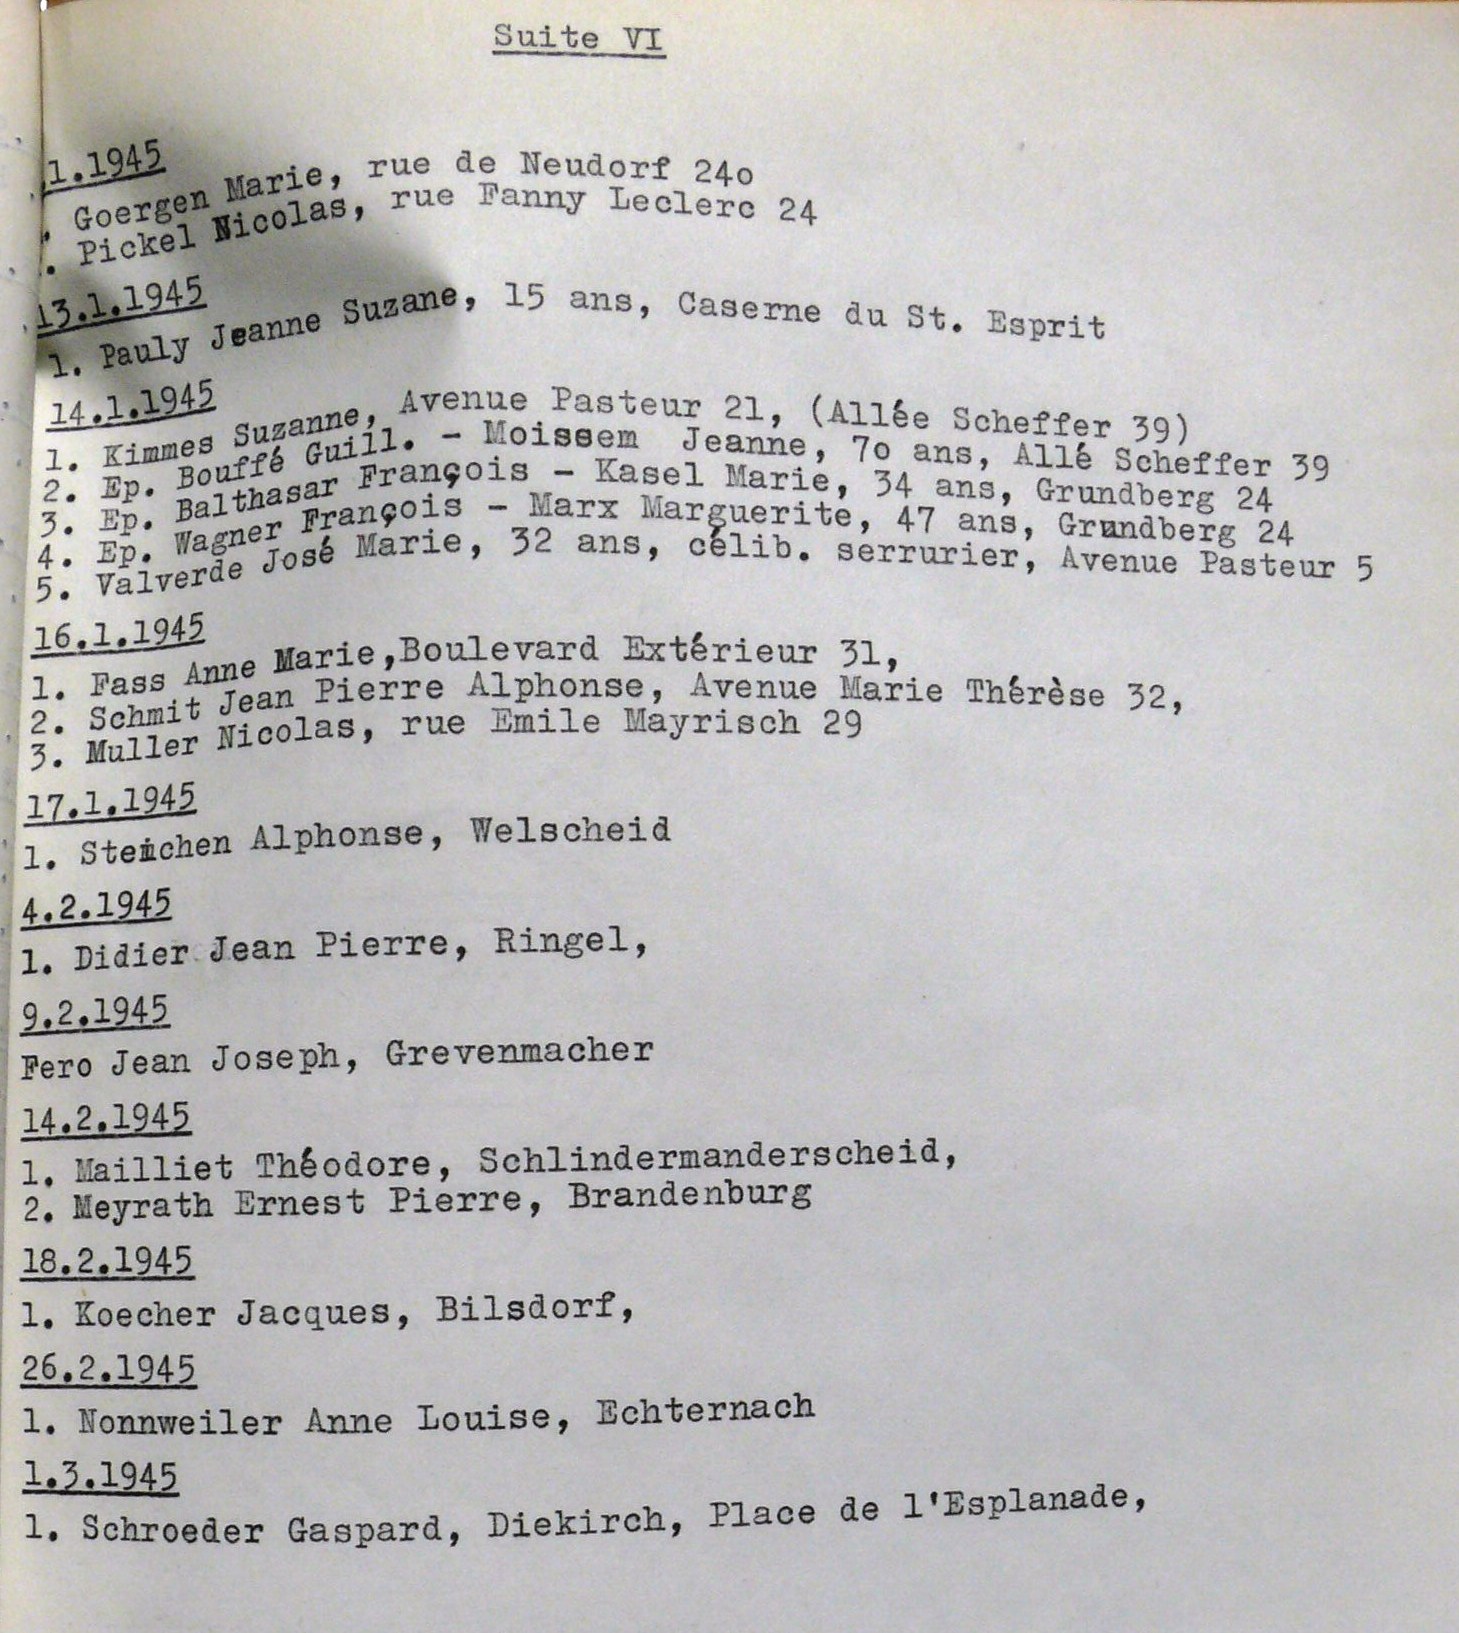 Suite VI
1.1945
. Goergen Marie, rue de Neudorf 24o
. Pickel Nicolas, rue Fanny Leclerc 24
13.1.1945
1. Pauly Jeanne Suzane, 15 ans, Caserne du St. Esprit
14.1.1945
1. Kimmes Suzanne, Avenue Pasteur 21, (Allée Scheffer 39)
2. Ep. Bouffé Guill. - Moissem Jeanne, 7o ans, Allé Scheffer 39
3. Ep. Balthasar François - Kasel Marie, 34 ans, Grundberg 24
4. Ep. Wagner François - Marx Marguerite, 47 ans, Grundberg 24
5. Valverde José Marie, 32 ans, célib. serrurier, Avenue Pasteur 5
16.1.1945
1. Fass Anne Marie,Boulevard Extérieur 31,
2. Schmit Jean Pierre Alphonse, Avenue Marie Thérèse 32,
3. Muller Nicolas, rue Emile Mayrisch 29
17.1.1945
1. Steichen Alphonse, Welscheid
4.2.1945
1. Didier Jean Pierre, Ringel,
9.2.1945
Fero Jean Joseph, Grevenmacher
14.2.1945
1. Mailliet Théodore, Schlindermanderscheid,
2. Meyrath Ernest Pierre, Brandenburg
18.2.1945
1. Koecher Jacques, Bilsdorf,
26.2.1945
1. Nonnweiler Anne Louise, Echternach
1.3.1945
1. Schroeder Gaspard, Diekirch, Place de l'Esplanade,